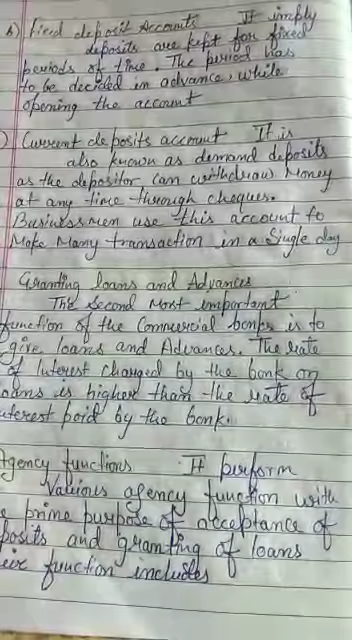 b) Fixed deposit Accounts It imply
deposits are kept for fixed
periods of time. The period has
to be decided in advance, while
opening the account
) Current deposits account It is
also known as demand deposits
as the depositor can withdraw money
at any time through cheques.
Businessmen use this account to
Make Many transaction in a Single day
Granting loans and Advances
The Second most important
function of the Commercial banks is to
give loans and Advances. The rate
of Interest charged by the bank on
oans is higher than the rate of
nterest paid by the bank.
Agency functions It perform
Various agency function with
e prime purpose of acceptance of
posits and granting of loans
eir function includes